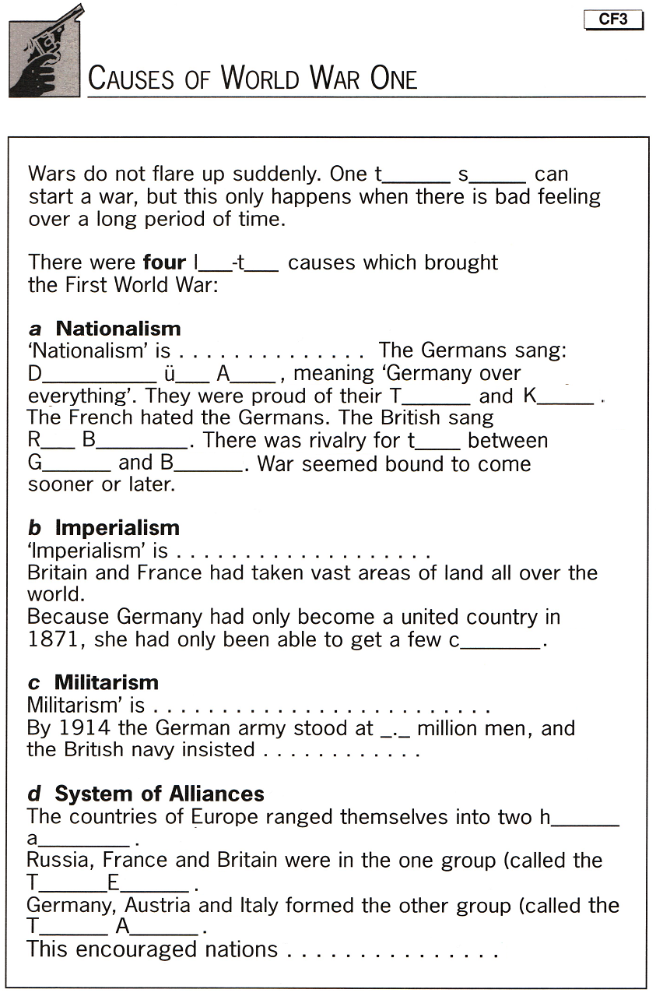 CF3
CAUSES OF WORLD WAR ONE
Wars do not flare up suddenly. One t______ s_____ can
start a war, but this only happens when there is bad feeling
over a long period of time.
There were four l___-t___ causes which brought
the First World War:
a Nationalism
‘Nationalism’ is . . . . . . . . . . . . . . The Germans sang:
D__________ ü___ A____, meaning ‘Germany over
everything’. They were proud of their T______ and K_____.
The French hated the Germans. The British sang
R___ B________. There was rivalry for t____ between
G______ and B______. War seemed bound to come
sooner or later.
b Imperialism
‘Imperialism’ is . . . . . . . . . . . . . . . . . . .
Britain and France had taken vast areas of land all over the
world.
Because Germany had only become a united country in
1871, she had only been able to get a few c_______.
c Militarism
Militarism’ is . . . . . . . . . . . . . . . . . . . . . . . . .
By 1914 the German army stood at _._ million men, and
the British navy insisted . . . . . . . . . . . .
d System of Alliances
The countries of Europe ranged themselves into two h______
a________.
Russia, France and Britain were in the one group (called the
T______E______.
Germany, Austria and Italy formed the other group (called the
T______ A______.
This encouraged nations . . . . . . . . . . . . . . .